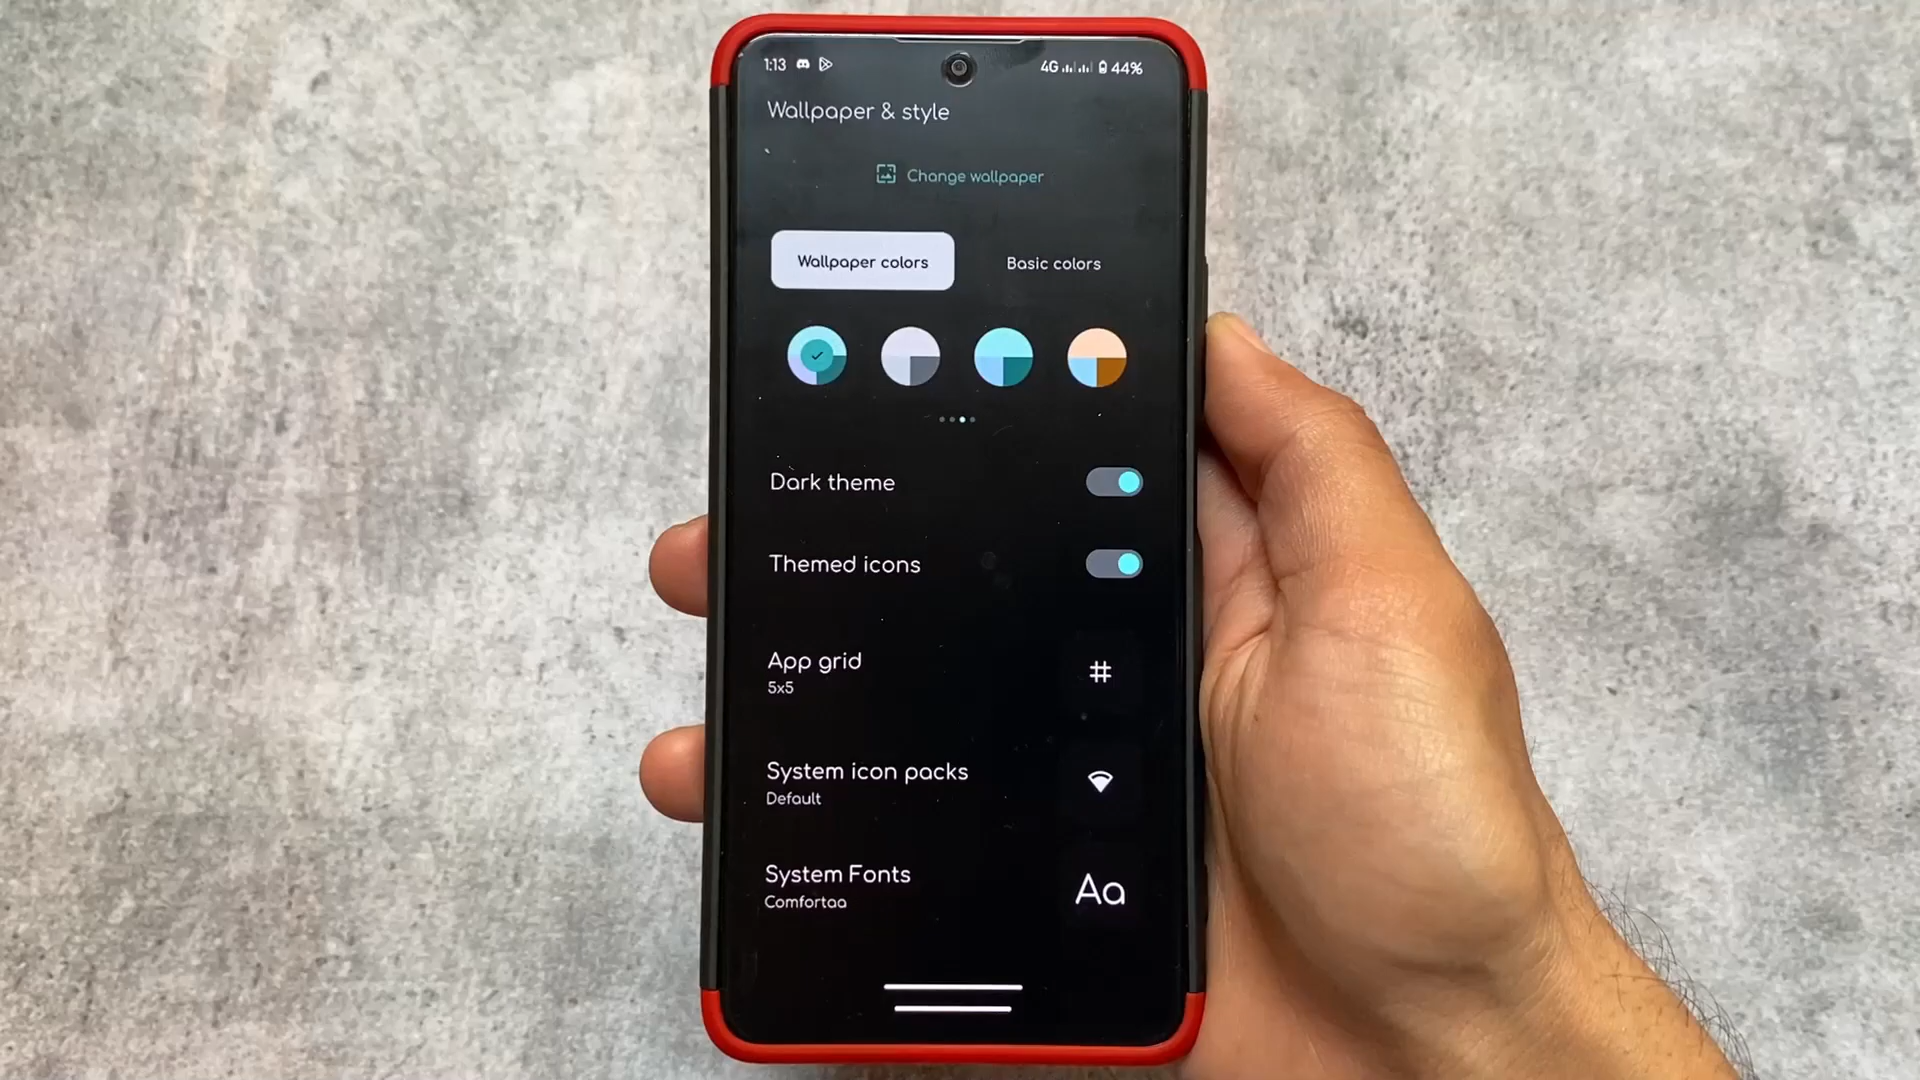 1:13 4G 44%
Wallpaper & style
Change wallpaper
Wallpaper colors Basic colors
Dark theme
Themed icons
App grid
5x5
System icon packs
Default
System Fonts
Comfortaa
Aa